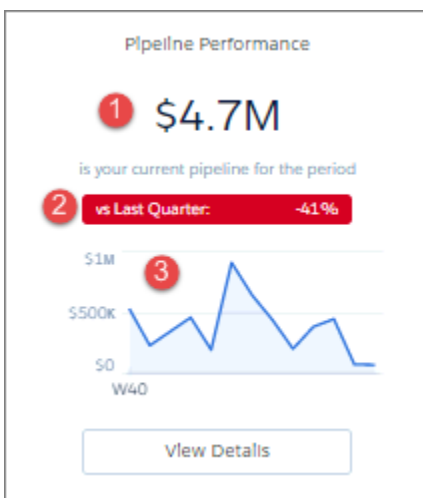 Pipeline Performance
1 $4.7M
is your current pipeline for the period
2 vs Last Quarter: -41%
$1M
3
$500K
$0
W40
View Details